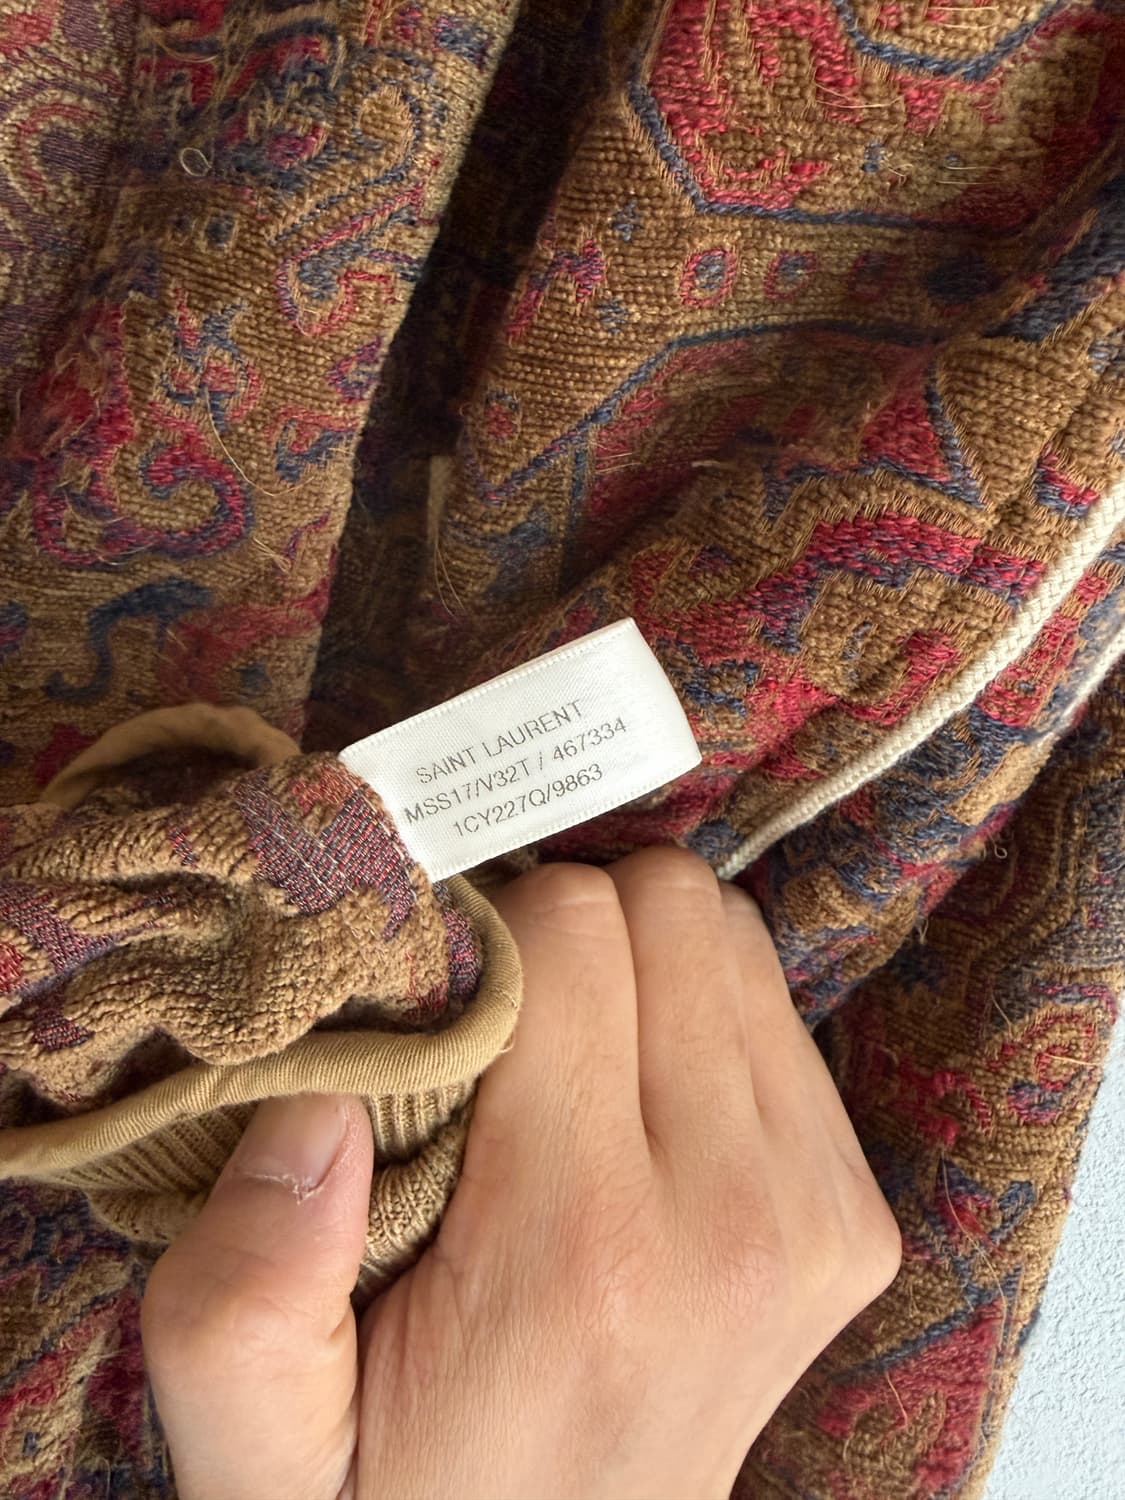 SAINT LAURENT
MSS17/V32T / 467334
1CY227Q/9863